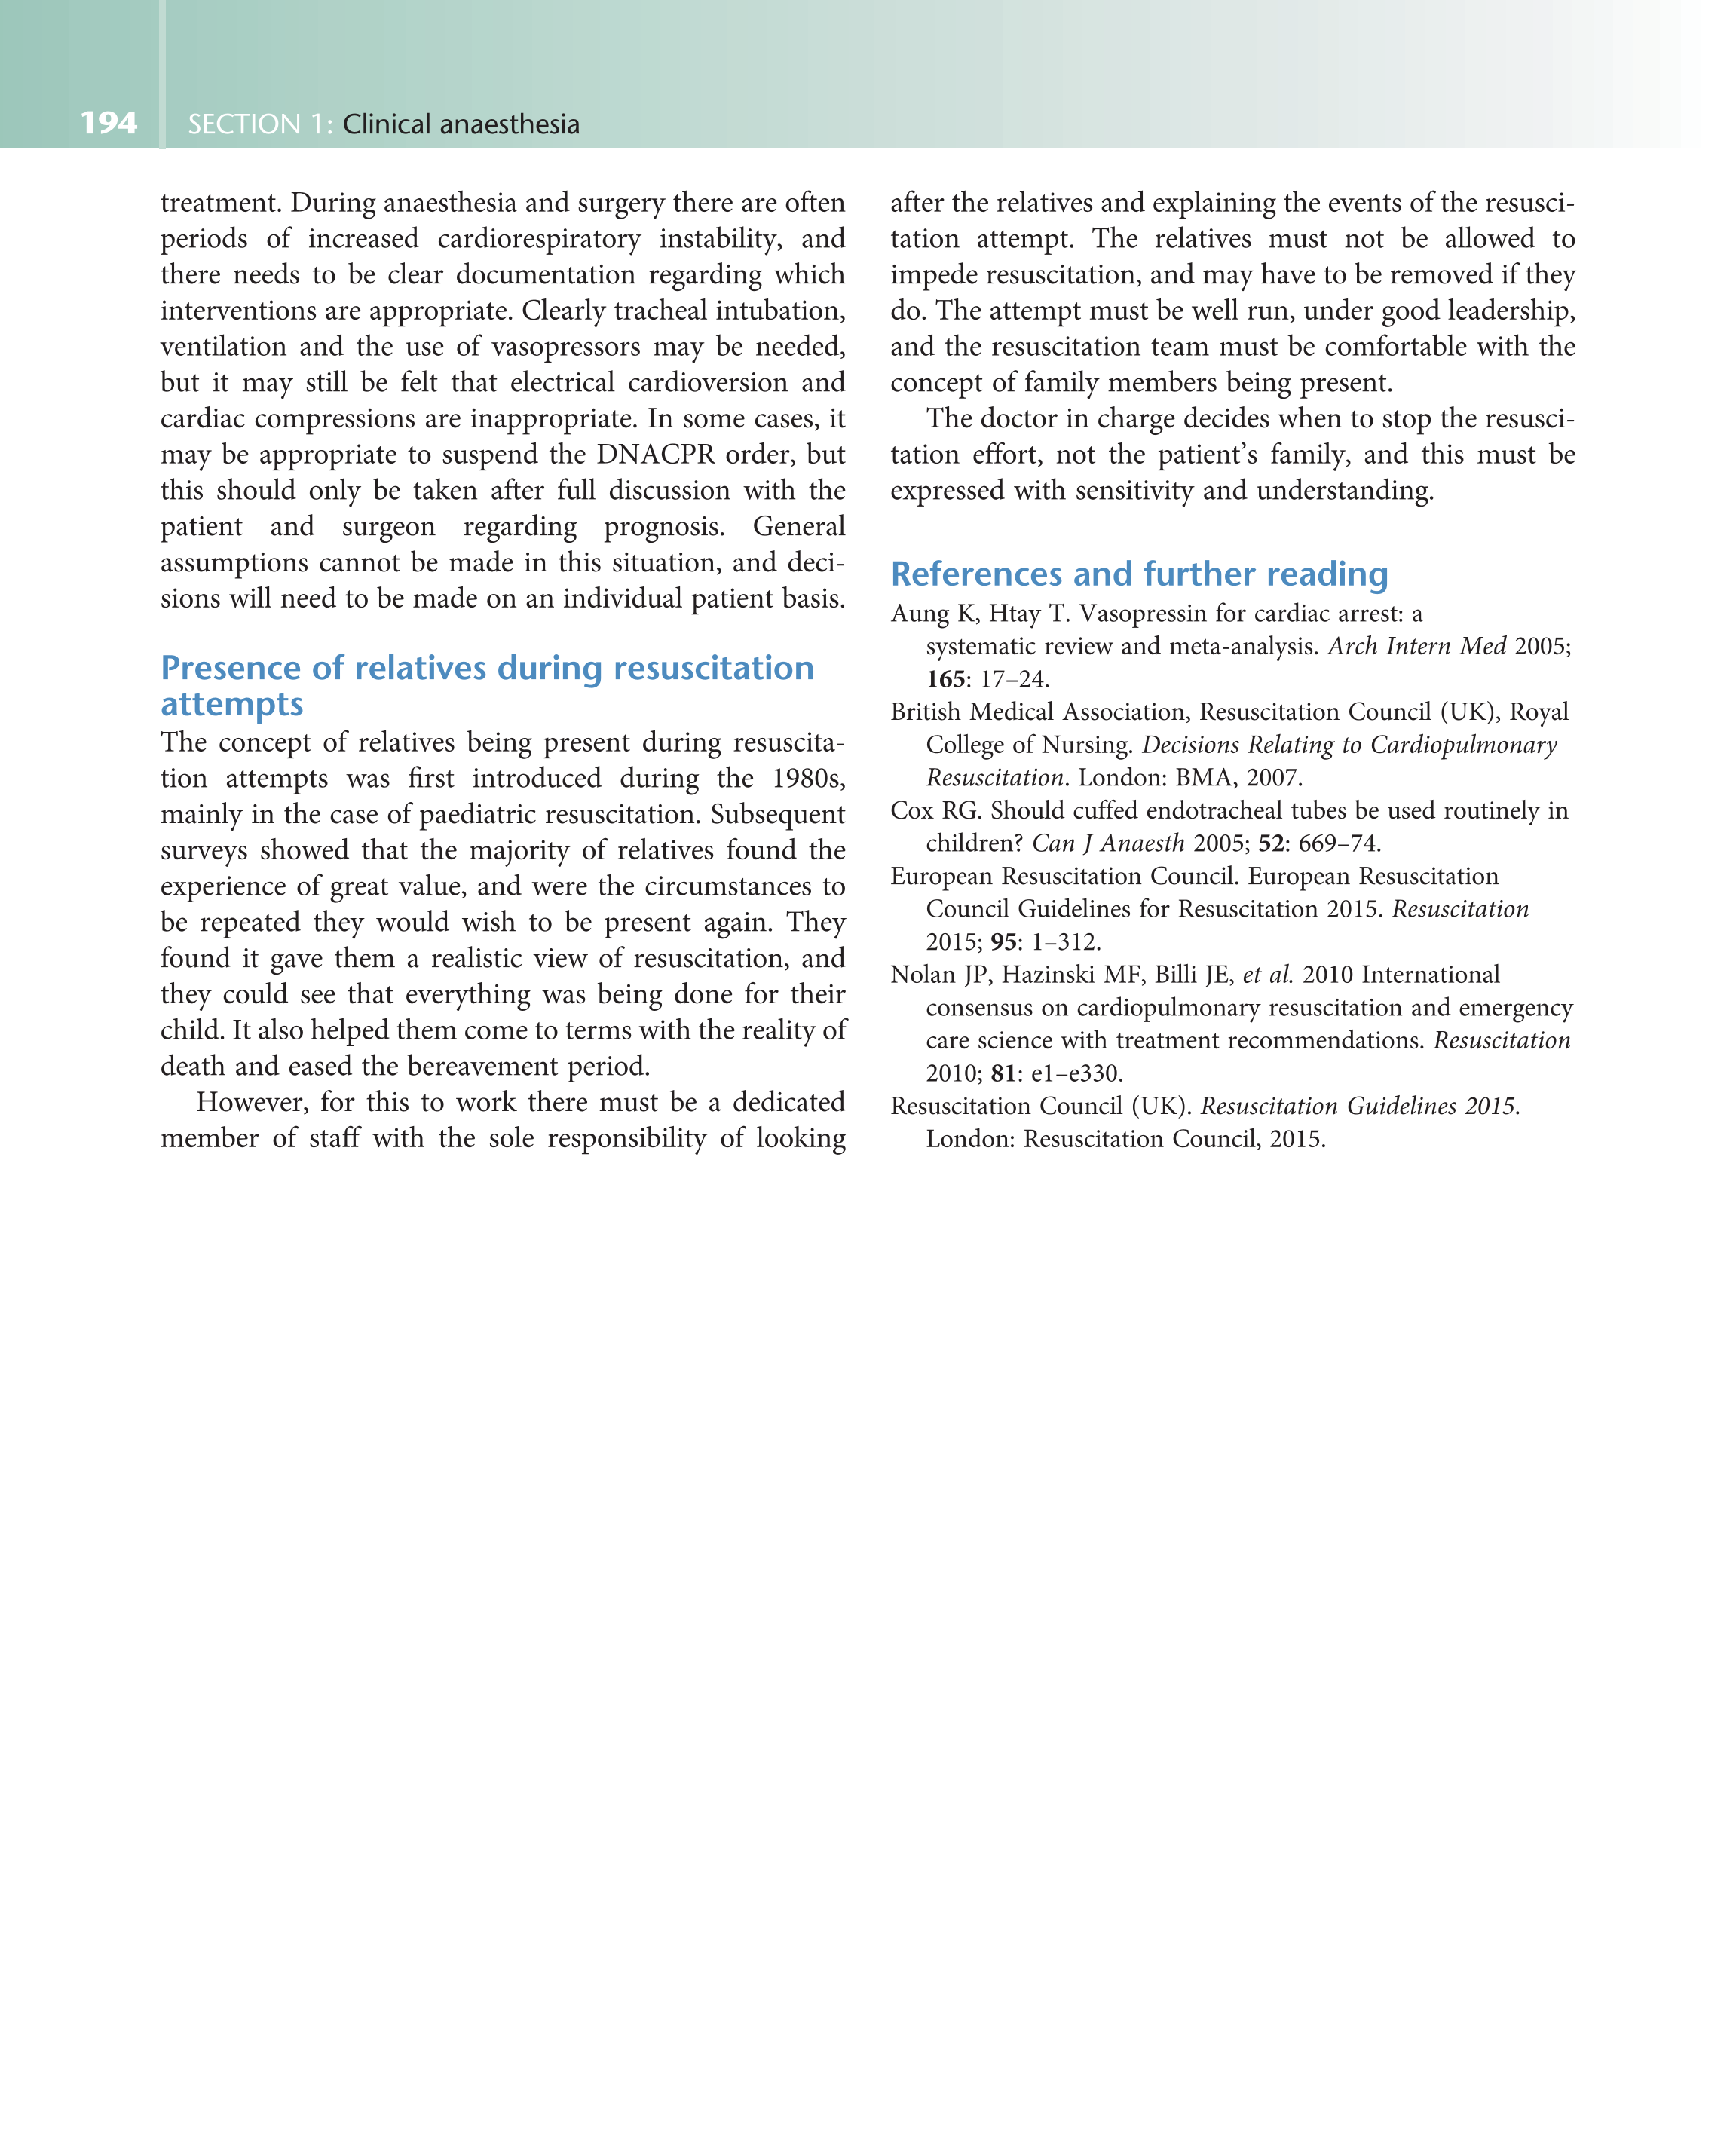 194 SECTION 1: Clinical anaesthesia
treatment. During anaesthesia and surgery there are often
periods of increased cardiorespiratory instability, and
there needs to be clear documentation regarding which
interventions are appropriate. Clearly tracheal intubation,
ventilation and the use of vasopressors may be needed,
but it may still be felt that electrical cardioversion and
cardiac compressions are inappropriate. In some cases, it
may be appropriate to suspend the DNACPR order, but
this should only be taken after full discussion with the
patient and surgeon regarding prognosis. General
assumptions cannot be made in this situation, and deci-
sions will need to be made on an individual patient basis.
Presence of relatives during resuscitation
attempts
The concept of relatives being present during resuscita-
tion attempts was first introduced during the 1980s,
mainly in the case of paediatric resuscitation. Subsequent
surveys showed that the majority of relatives found the
experience of great value, and were the circumstances to
be repeated they would wish to be present again. They
found it gave them a realistic view of resuscitation, and
they could see that everything was being done for their
child. It also helped them come to terms with the reality of
death and eased the bereavement period.
However, for this to work there must be a dedicated
member of staff with the sole responsibility of looking
after the relatives and explaining the events of the resusci-
tation attempt. The relatives must not be allowed to
impede resuscitation, and may have to be removed if they
do. The attempt must be well run, under good leadership,
and the resuscitation team must be comfortable with the
concept of family members being present.
The doctor in charge decides when to stop the resusci-
tation effort, not the patient's family, and this must be
expressed with sensitivity and understanding.
References and further reading
Aung K, Htay T. Vasopressin for cardiac arrest: a
systematic review and meta-analysis. Arch Intern Med 2005;
165: 17–24.
British Medical Association, Resuscitation Council (UK), Royal
College of Nursing. Decisions Relating to Cardiopulmonary
Resuscitation. London: BMA, 2007.
Cox RG. Should cuffed endotracheal tubes be used routinely in
children? Can J Anaesth 2005; 52: 669–74.
European Resuscitation Council. European Resuscitation
Council Guidelines for Resuscitation 2015. Resuscitation
2015; 95: 1–312.
Nolan JP, Hazinski MF, Billi JE, et al. 2010 International
consensus on cardiopulmonary resuscitation and emergency
care science with treatment recommendations. Resuscitation
2010; 81: e1–e330.
Resuscitation Council (UK). Resuscitation Guidelines 2015.
London: Resuscitation Council, 2015.